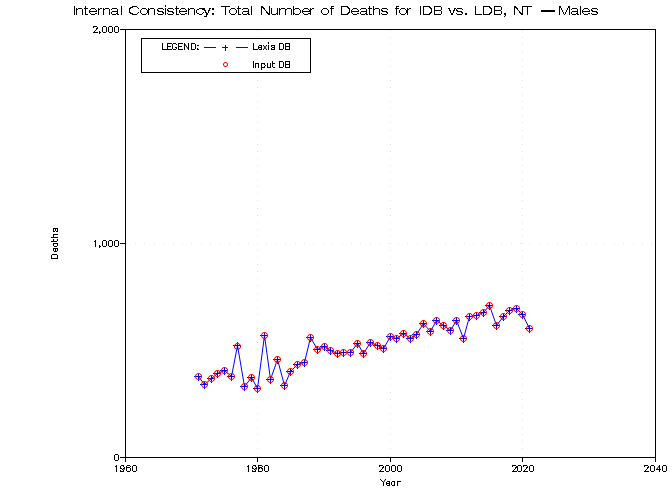 Internal Consistency: Total Number of Deaths for IDB vs. LDB, NT — Males
LEGEND: Lexis DB
Input DB
2,000
1,000
0
Deaths
1960 1980 2000 2020 2040
Year